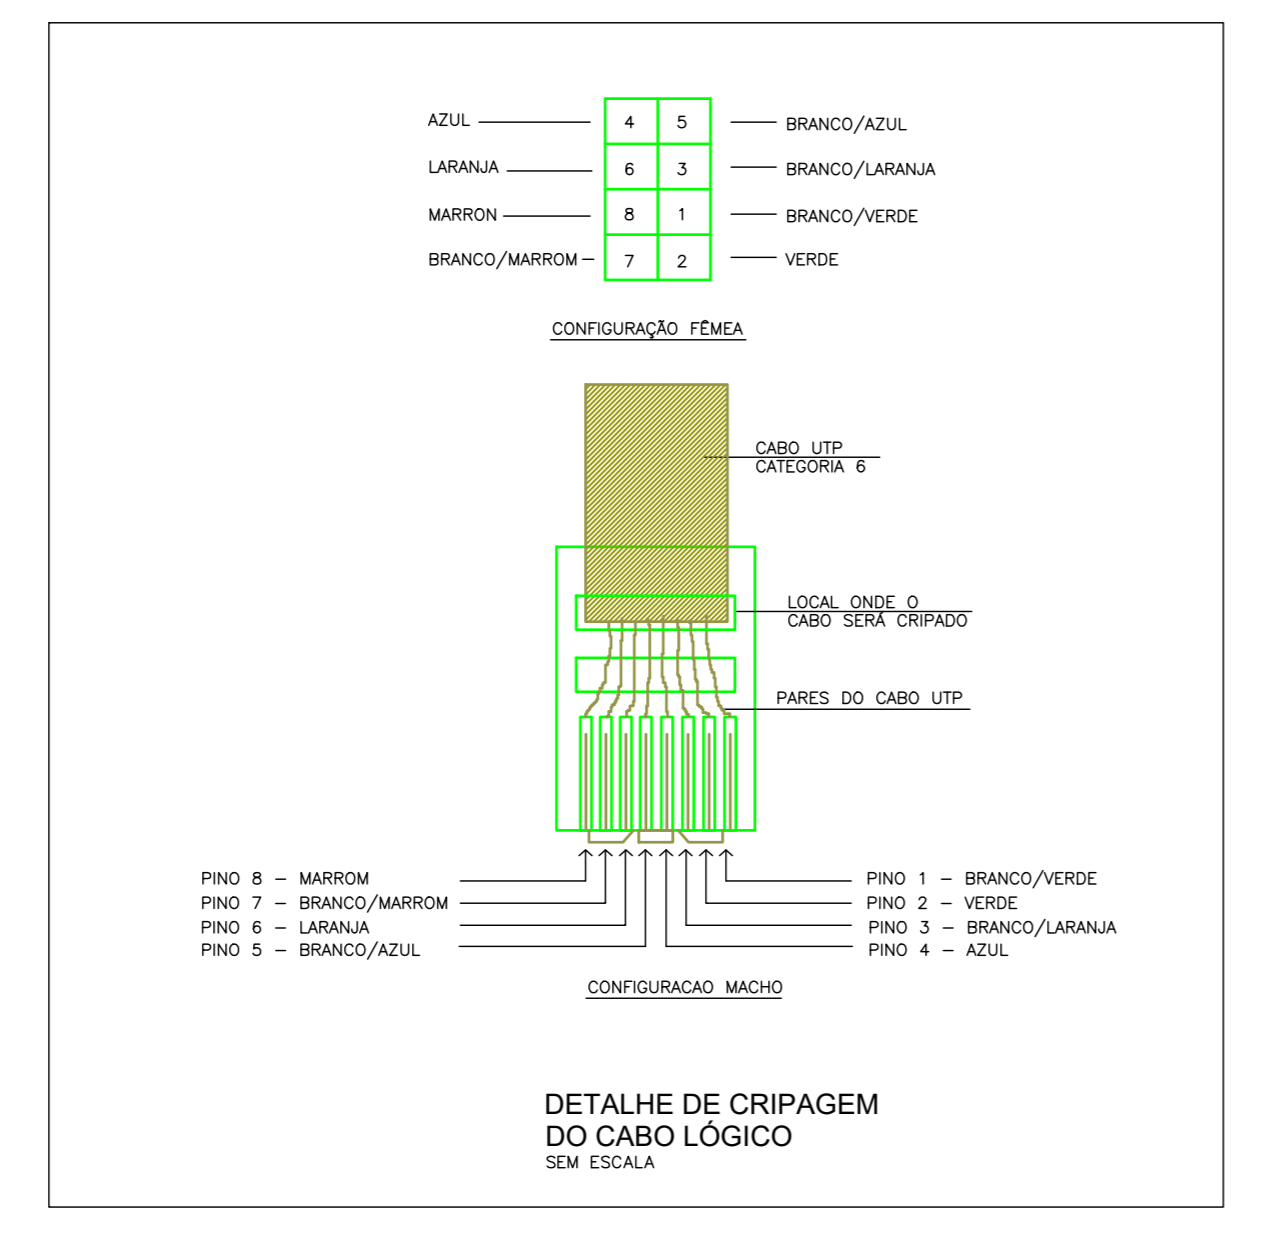 AZUL 4 5 BRANCO/AZUL
LARANJA 6 3 BRANCO/LARANJA
MARRON 8 1 BRANCO/VERDE
BRANCO/MARROM 7 2 VERDE
CONFIGURAÇÃO FÊMEA
CABO UTP
CATEGORIA 6
LOCAL ONDE O
CABO SERÁ CRIPADO
PARES DO CABO UTP
PINO 8 – MARROM
PINO 7 – BRANCO/MARROM
PINO 6 – LARANJA
PINO 5 – BRANCO/AZUL
PINO 1 – BRANCO/VERDE
PINO 2 – VERDE
PINO 3 – BRANCO/LARANJA
PINO 4 – AZUL
CONFIGURACAO MACHO
DETALHE DE CRIPAGEM
DO CABO LÓGICO
SEM ESCALA